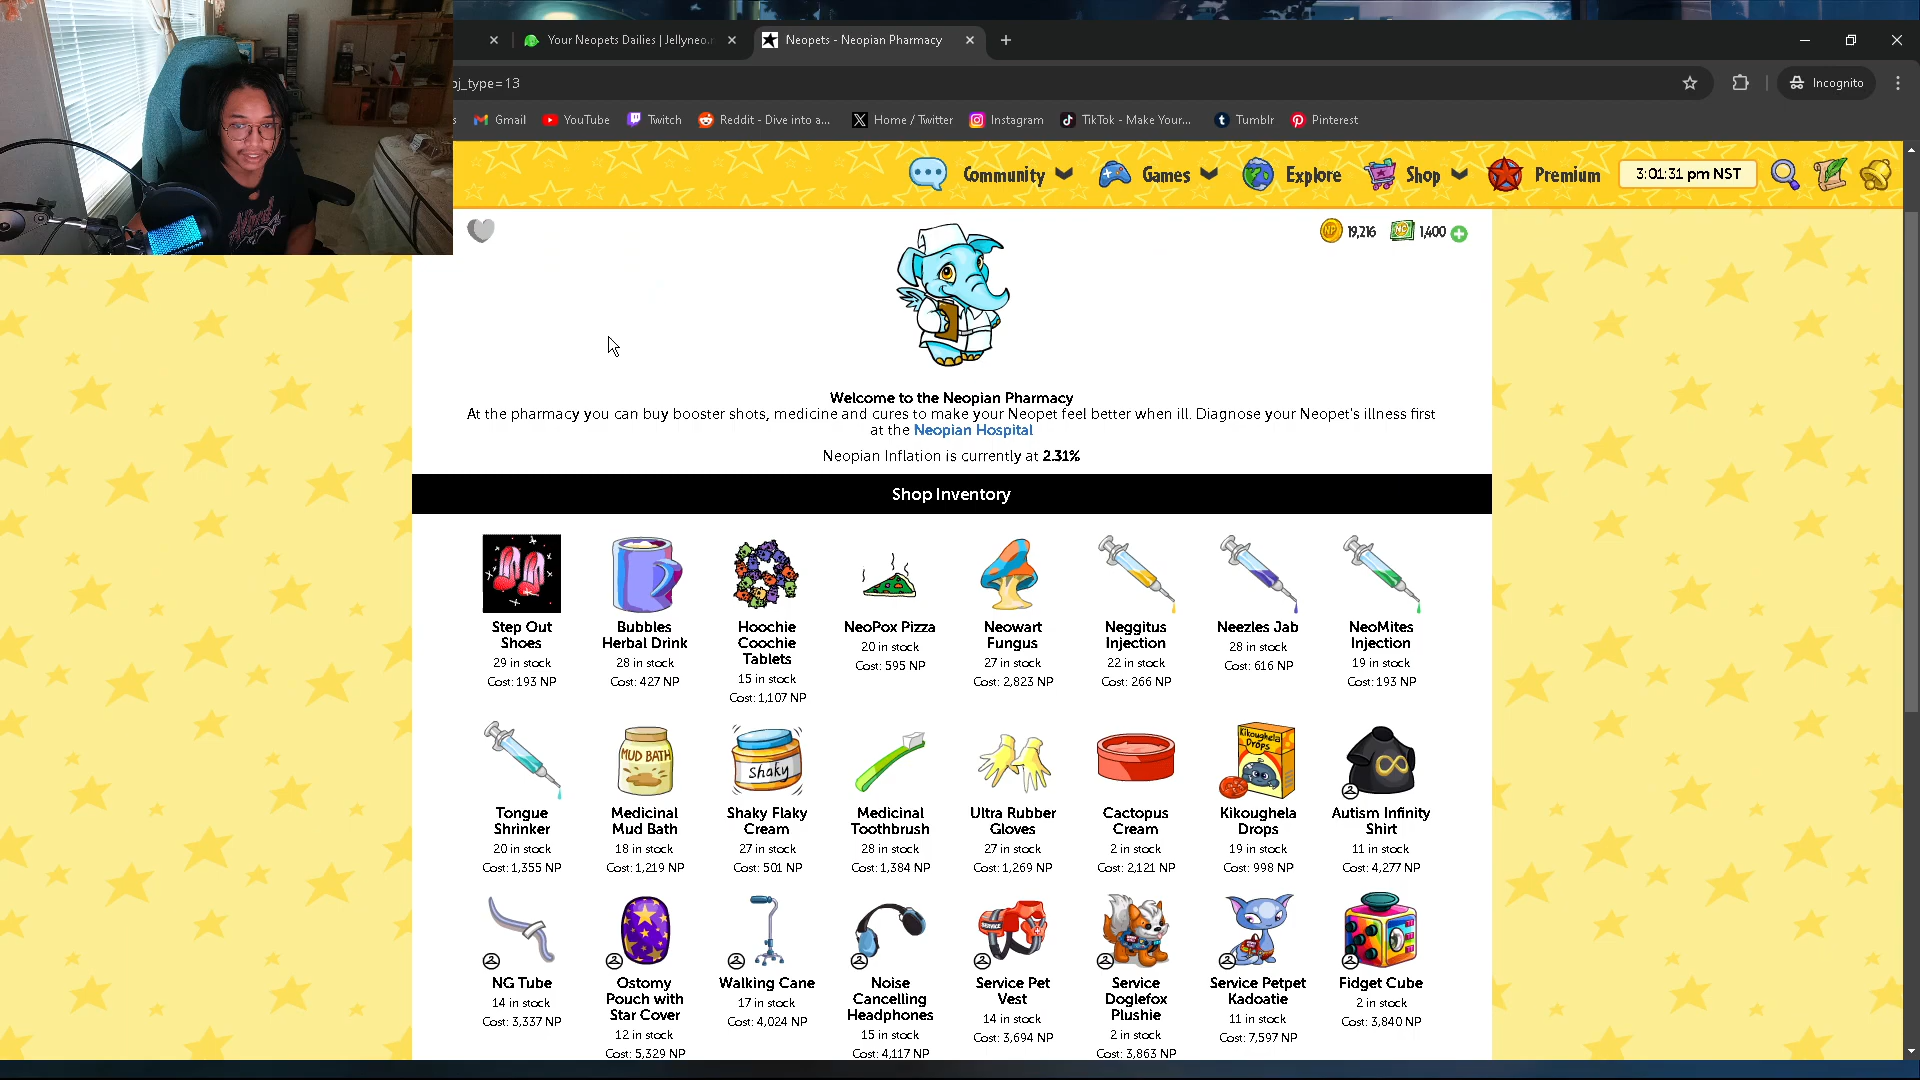 Your Neopets Dailies | Jellyneo.n
Neopets - Neopian Pharmacy
bj_type=13
Incognito
s
Gmail
YouTube
Twitch
Reddit - Dive into a...
Home / Twitter
Instagram
TikTok - Make Your...
Tumblr
Pinterest
Community
Games
Explore
Shop
Premium
3:01:31 pm NST
NP
19,216
NC
1,400
Welcome to the Neopian Pharmacy
At the pharmacy you can buy booster shots, medicine and cures to make your Neopet feel better when ill. Diagnose your Neopet's illness first
at the Neopian Hospital
Neopian Inflation is currently at 2.31%
Shop Inventory
Step Out
Shoes
29 in stock
Cost: 193 NP
Bubbles
Herbal Drink
28 in stock
Cost: 427 NP
Hoochie
Coochie
Tablets
15 in stock
Cost: 1,107 NP
NeoPox Pizza
20 in stock
Cost: 595 NP
Neowart
Fungus
27 in stock
Cost: 2,823 NP
Neggitus
Injection
22 in stock
Cost: 266 NP
Neezles Jab
28 in stock
Cost: 616 NP
NeoMites
Injection
19 in stock
Cost: 193 NP
Tongue
Shrinker
20 in stock
Cost: 1,355 NP
MUD BATH
Medicinal
Mud Bath
18 in stock
Cost: 1,219 NP
Shaky
Shaky Flaky
Cream
27 in stock
Cost: 501 NP
Medicinal
Toothbrush
28 in stock
Cost: 1,384 NP
Ultra Rubber
Gloves
27 in stock
Cost: 1,269 NP
Cactopus
Cream
2 in stock
Cost: 2,121 NP
Kikoughela
Drops
Kikoughela
Drops
19 in stock
Cost: 998 NP
Autism Infinity
Shirt
11 in stock
Cost: 4,277 NP
NG Tube
14 in stock
Cost: 3,337 NP
Ostomy
Pouch with
Star Cover
12 in stock
Cost: 5,329 NP
Walking Cane
17 in stock
Cost: 4,024 NP
Noise
Cancelling
Headphones
15 in stock
Cost: 4,117 NP
SERVICE
Service Pet
Vest
14 in stock
Cost: 3,694 NP
Service
Doglefox
Plushie
2 in stock
Cost: 3,863 NP
Service Petpet
Kadoatie
11 in stock
Cost: 7,597 NP
Fidget Cube
2 in stock
Cost: 3,840 NP